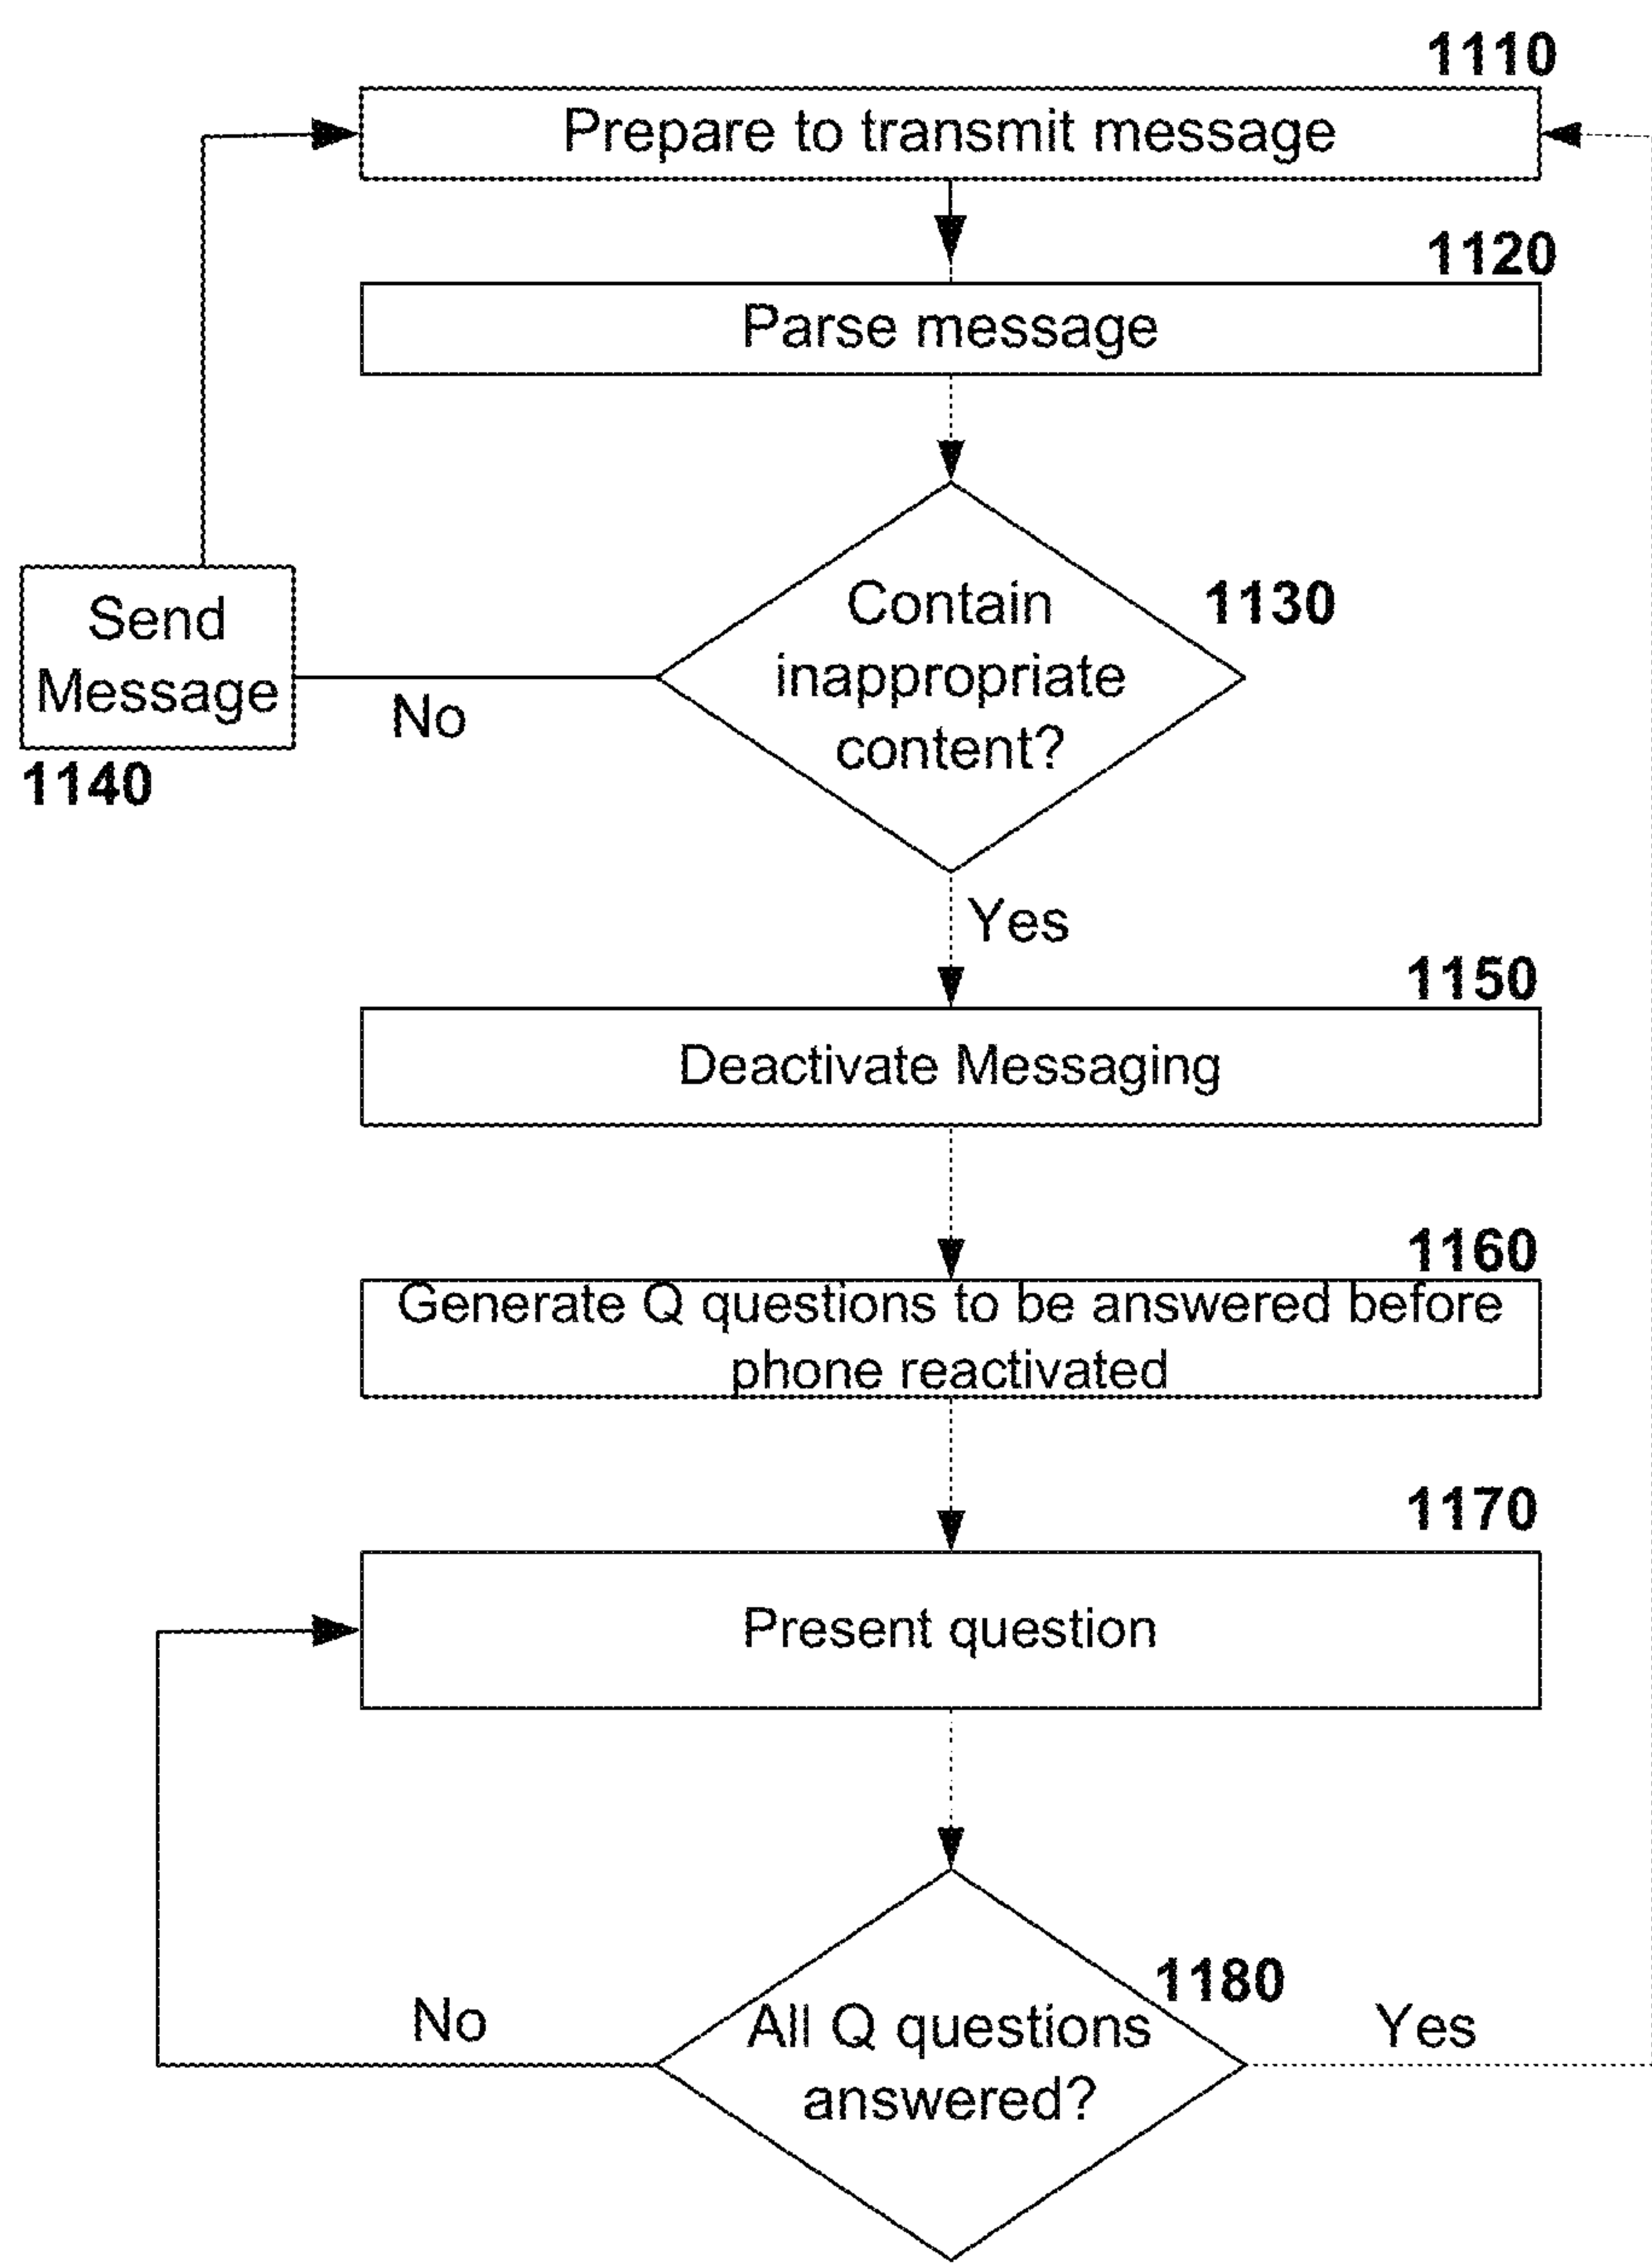 1110
Prepare to transmit message
1120
Parse message
Contain
inappropriate
content?
1130
Send
Message
1140
No
Yes
1150
Deactivate Messaging
1160
Generate Q questions to be answered before
phone reactivated
1170
Present question
1180
All Q questions
answered?
No
Yes